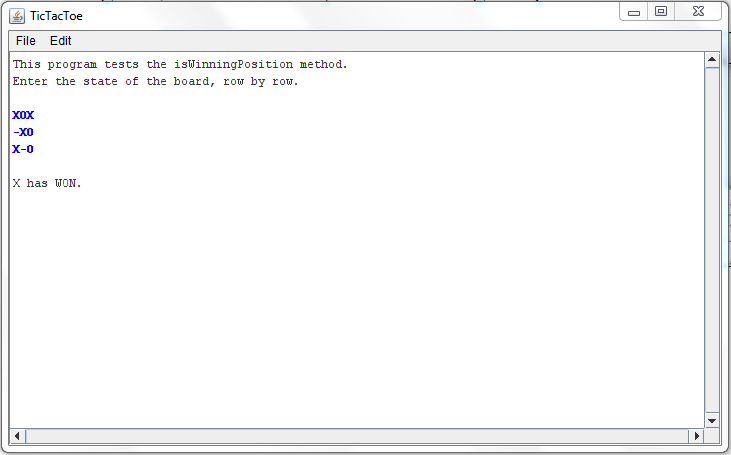 TicTacToe
File Edit
This program tests the isWinningPosition method.
Enter the state of the board, row by row.
XOX
-XO
X-O
X has WON.